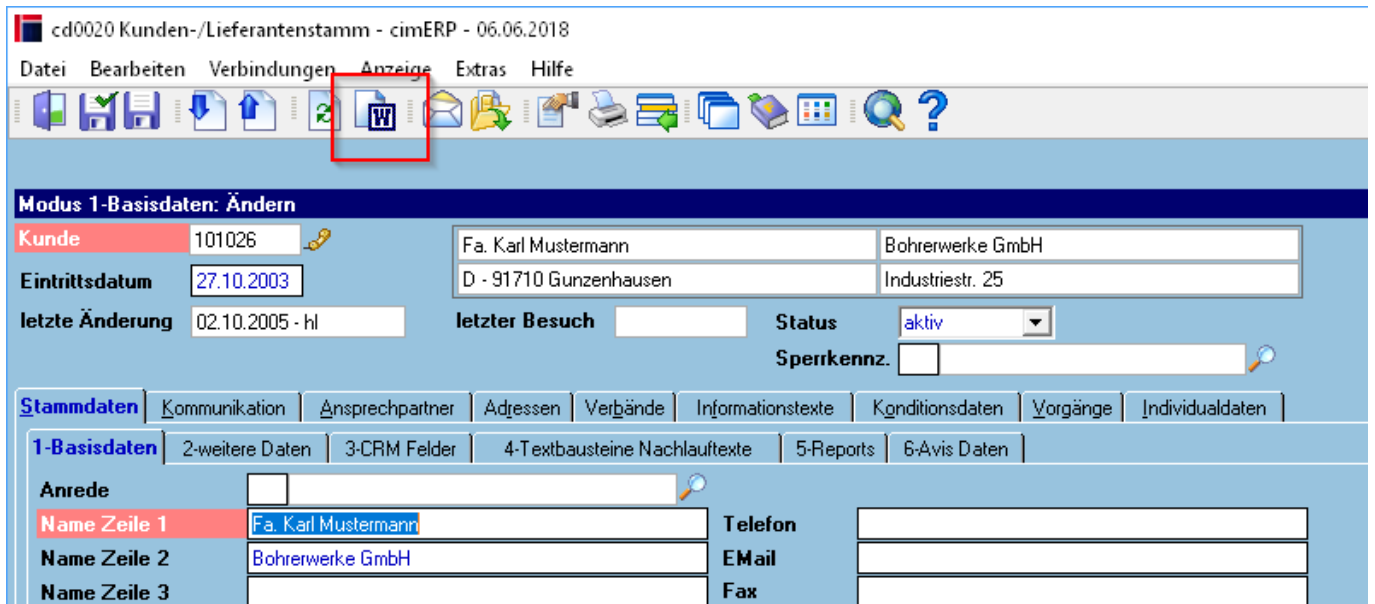 cd0020 Kunden-/Lieferantenstamm - cimERP - 06.06.2018
Datei Bearbeiten Verbindungen Anzeige Extras Hilfe
W
?
Modus 1-Basisdaten: Ändern
Kunde 101026 Fa. Karl Mustermann Bohrerwerke GmbH
Eintrittsdatum 27.10.2003 D - 91710 Gunzenhausen Industriestr. 25
letzte Änderung 02.10.2005 - hl letzter Besuch Status aktiv
Sperrkennz.
Stammdaten Kommunikation Ansprechpartner Adressen Verbände Informationstexte Konditionsdaten Vorgänge Individualdaten
1-Basisdaten 2-weitere Daten 3-CRM Felder 4-Textbausteine Nachlauftexte 5-Reports 6-Avis Daten
Anrede
Name Zeile 1 Fa. Karl Mustermann Telefon
Name Zeile 2 Bohrerwerke GmbH EMail
Name Zeile 3 Fax